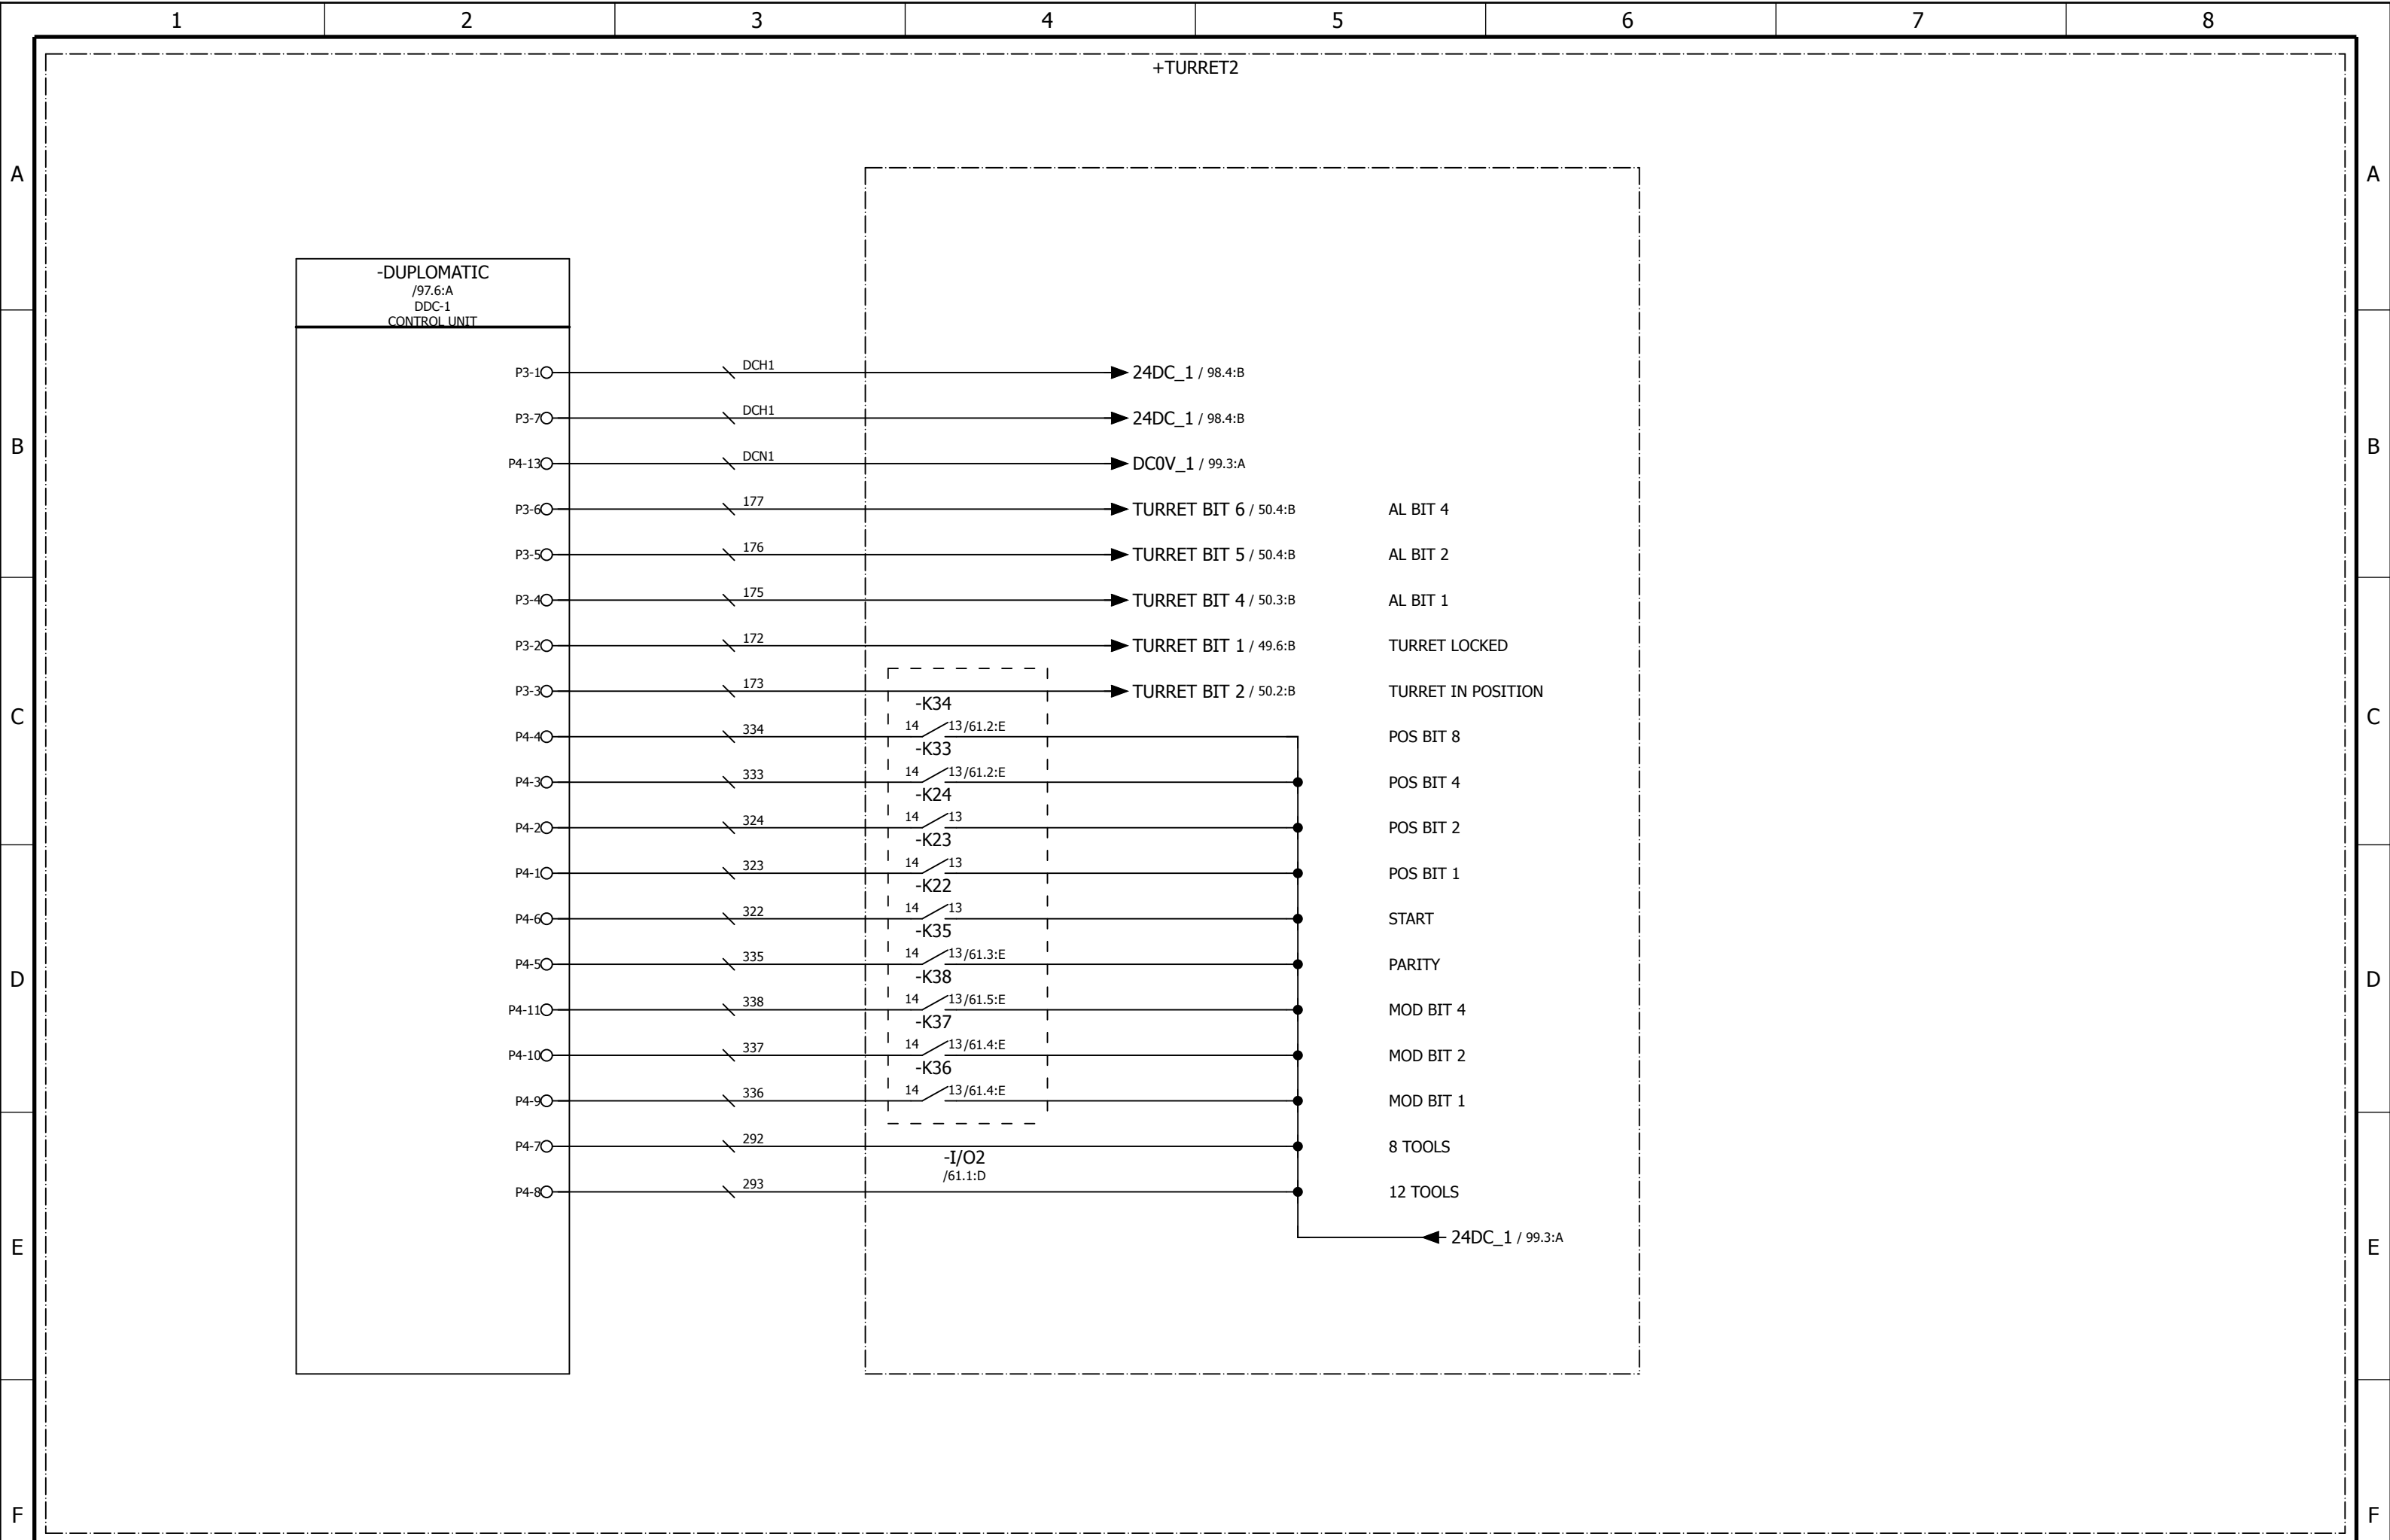 1 2 3 4 5 6 7 8
+TURRET2
A A
-DUPLOMATIC
/97.6:A
DDC-1
CONTROL UNIT
P3-1 DCH1 24DC_1 / 98.4:B
P3-7 DCH1 24DC_1 / 98.4:B
B B
P4-13 DCN1 DC0V_1 / 99.3:A
P3-6 177 TURRET BIT 6 / 50.4:B AL BIT 4
P3-5 176 TURRET BIT 5 / 50.4:B AL BIT 2
P3-4 175 TURRET BIT 4 / 50.3:B AL BIT 1
P3-2 172 TURRET BIT 1 / 49.6:B TURRET LOCKED
P3-3 173 TURRET BIT 2 / 50.2:B TURRET IN POSITION
-K34
C C
P4-4 334 14 13 /61.2:E POS BIT 8
-K33
P4-3 333 14 13 /61.2:E POS BIT 4
-K24
P4-2 324 14 13 POS BIT 2
-K23
P4-1 323 14 13 POS BIT 1
-K22
P4-6 322 14 13 START
-K35
P4-5 335 14 13 /61.3:E PARITY
D D
-K38
P4-11 338 14 13 /61.5:E MOD BIT 4
-K37
P4-10 337 14 13 /61.4:E MOD BIT 2
-K36
P4-9 336 14 13 /61.4:E MOD BIT 1
P4-7 292 8 TOOLS
-I/O2
/61.1:D
P4-8 293 12 TOOLS
E E
24DC_1 / 99.3:A
F F